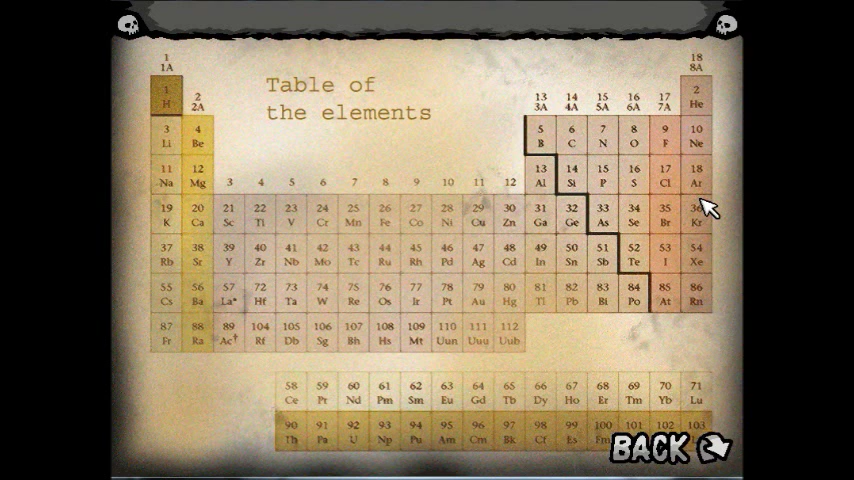 1 18
1A 8A
Table of
the elements
1 2 13 14 15 16 17 2
H 2A 3A 4A 5A 6A 7A He
3 4 5 6 7 8 9 10
Li Be B C N O F Ne
11 12 13 14 15 16 17 18
Na Mg 3 4 5 6 7 8 9 10 11 12 Al Si P S Cl Ar
19 20 21 22 23 24 25 26 27 28 29 30 31 32 33 34 35 36
K Ca Sc Ti V Cr Mn Fe Co Ni Cu Zn Ga Ge As Se Br Kr
37 38 39 40 41 42 43 44 45 46 47 48 49 50 51 52 53 54
Rb Sr Y Zr Nb Mo Tc Ru Rh Pd Ag Cd In Sn Sb Te I Xe
55 56 57 72 73 74 75 76 77 78 79 80 81 82 83 84 85 86
Cs Ba La* Hf Ta W Re Os Ir Pt Au Hg Tl Pb Bi Po At Rn
87 88 89 104 105 106 107 108 109 110 111 112
Fr Ra Ac† Rf Db Sg Bh Hs Mt Uun Uuu Uub
58 59 60 61 62 63 64 65 66 67 68 69 70 71
Ce Pr Nd Pm Sm Eu Gd Tb Dy Ho Er Tm Yb Lu
90 91 92 93 94 95 96 97 98 99 100 101 102 103
Th Pa U Np Pu Am Cm Bk Cf Es Fm
BACK